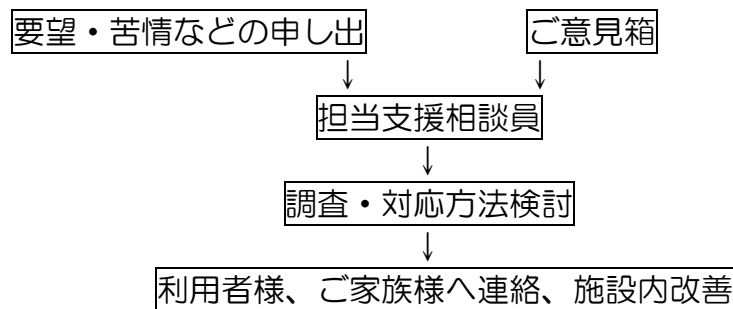 要望・苦情などの申し出 ご意見箱
↓ ↓
担当支援相談員
↓
調査・対応方法検討
↓
利用者様、ご家族様へ連絡、施設内改善